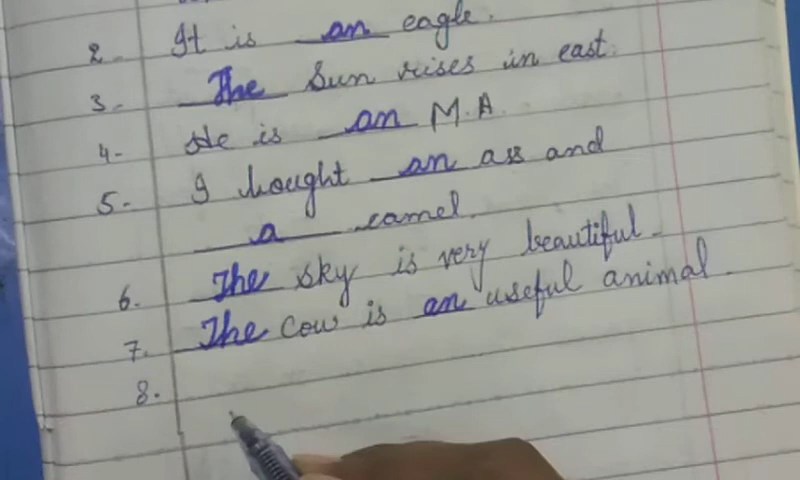 2. It is an eagle.
3. The Sun rises in east.
4. He is an M.A.
5. I bought an ass and
a camel.
6. The sky is very beautiful.
7. The cow is an useful animal.
8.